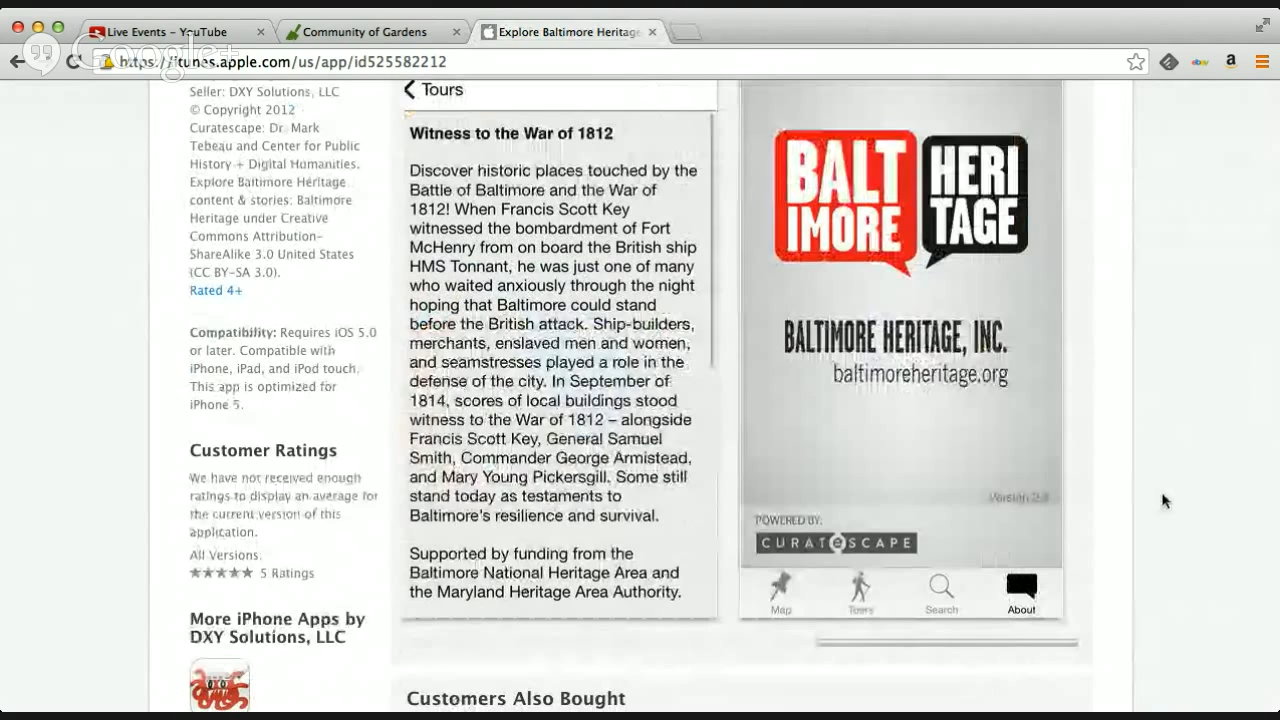 Live Events - YouTube
Community of Gardens
Explore Baltimore Heritage
Google+
https://itunes.apple.com/us/app/id525582212
ebay
a
Seller: DXY Solutions, LLC
© Copyright 2012
Curatescape: Dr. Mark
Tebeau and Center for Public
History + Digital Humanities.
Explore Baltimore Heritage
content & stories: Baltimore
Heritage under Creative
Commons Attribution-
ShareAlike 3.0 United States
(CC BY-SA 3.0).
Rated 4+
Compatibility: Requires iOS 5.0
or later. Compatible with
iPhone, iPad, and iPod touch.
This app is optimized for
iPhone 5.
Customer Ratings
We have not received enough
ratings to display an average for
the current version of this
application.
All Versions:
★★★★★ 5 Ratings
More iPhone Apps by
DXY Solutions, LLC
Tours
Witness to the War of 1812
Discover historic places touched by the
Battle of Baltimore and the War of
1812! When Francis Scott Key
witnessed the bombardment of Fort
McHenry from on board the British ship
HMS Tonnant, he was just one of many
who waited anxiously through the night
hoping that Baltimore could stand
before the British attack. Ship-builders,
merchants, enslaved men and women,
and seamstresses played a role in the
defense of the city. In September of
1814, scores of local buildings stood
witness to the War of 1812 – alongside
Francis Scott Key, General Samuel
Smith, Commander George Armistead,
and Mary Young Pickersgill. Some still
stand today as testaments to
Baltimore's resilience and survival.
Supported by funding from the
Baltimore National Heritage Area and
the Maryland Heritage Area Authority.
BALT
IMORE
HERI
TAGE
BALTIMORE HERITAGE, INC.
baltimoreheritage.org
POWERED BY:
CURATESCAPE
Map
Tours
Search
About
Customers Also Bought